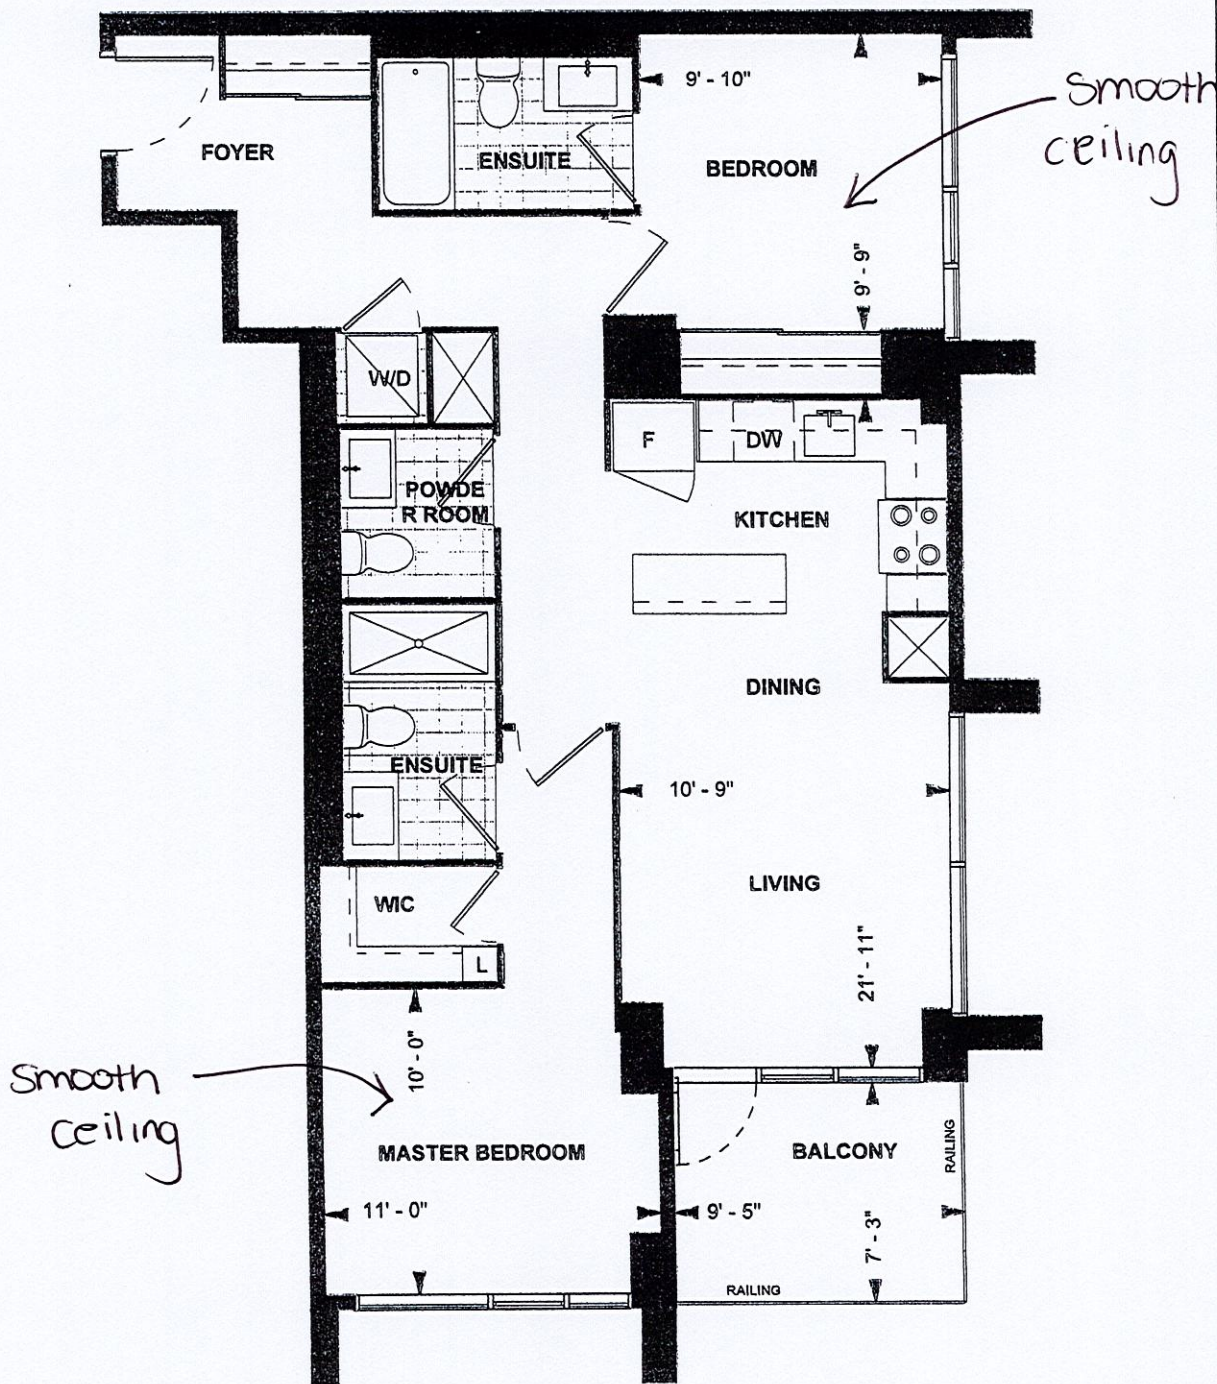 9' - 10"
Smooth
ceiling
FOYER
ENSUITE
BEDROOM
9' - 9"
W/D
F
DW
POWDE
R ROOM
KITCHEN
DINING
ENSUITE
10' - 9"
LIVING
WIC
L
21' - 11"
10' - 0"
Smooth
ceiling
MASTER BEDROOM
BALCONY
RAILING
11' - 0"
9' - 5"
7' - 3"
RAILING